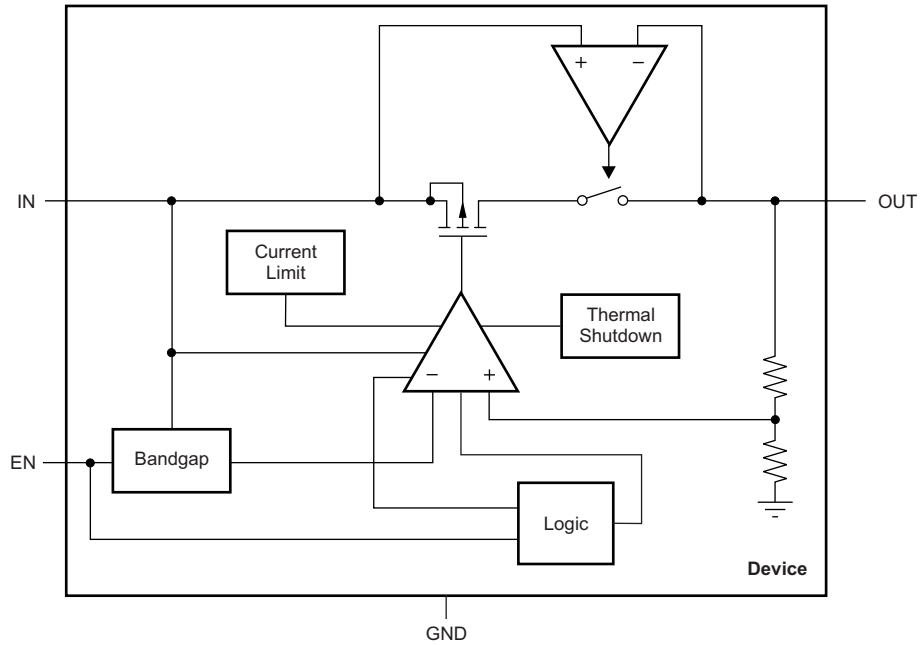 + −
IN
OUT
Current
Limit
Thermal
Shutdown
− +
EN
Bandgap
Logic
Device
GND